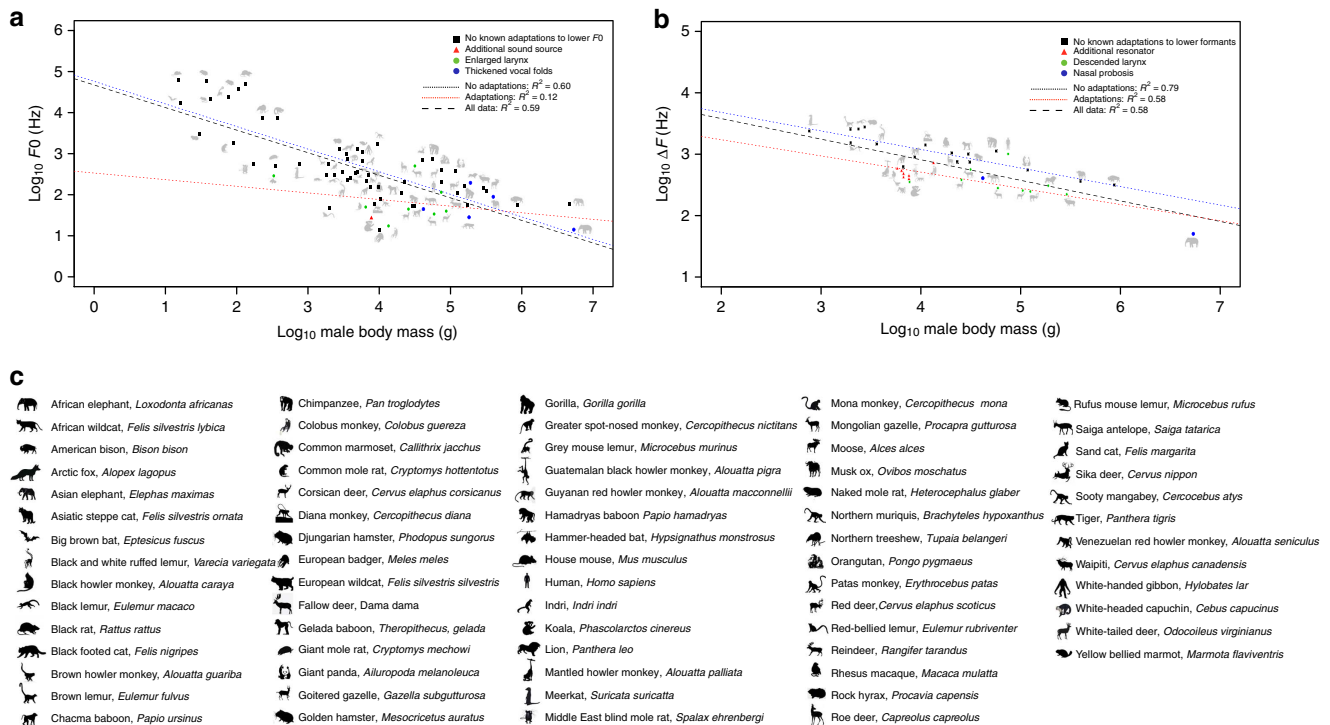 a
6
5
4
3
2
1
0
Log10 F0 (Hz)
0 1 2 3 4 5 6 7
Log10 male body mass (g)
No known adaptations to lower F0
Additional sound source
Enlarged larynx
Thickened vocal folds
No adaptations: R2 = 0.60
Adaptations: R2 = 0.12
All data: R2 = 0.59
b
5
4
3
2
1
Log10 ΔF (Hz)
2 3 4 5 6 7
Log10 male body mass (g)
No known adaptations to lower formants
Additional resonator
Descended larynx
Nasal probosis
No adaptations: R2 = 0.79
Adaptations: R2 = 0.58
All data: R2 = 0.58
c
African elephant, Loxodonta africanas
African wildcat, Felis silvestris lybica
American bison, Bison bison
Arctic fox, Alopex lagopus
Asian elephant, Elephas maximas
Asiatic steppe cat, Felis silvestris ornata
Big brown bat, Eptesicus fuscus
Black and white ruffed lemur, Varecia variegata
Black howler monkey, Alouatta caraya
Black lemur, Eulemur macaco
Black rat, Rattus rattus
Black footed cat, Felis nigripes
Brown howler monkey, Alouatta guariba
Brown lemur, Eulemur fulvus
Chacma baboon, Papio ursinus
Chimpanzee, Pan troglodytes
Colobus monkey, Colobus guereza
Common marmoset, Callithrix jacchus
Common mole rat, Cryptomys hottentotus
Corsican deer, Cervus elaphus corsicanus
Diana monkey, Cercopithecus diana
Djungarian hamster, Phodopus sungorus
European badger, Meles meles
European wildcat, Felis silvestris silvestris
Fallow deer, Dama dama
Gelada baboon, Theropithecus, gelada
Giant mole rat, Cryptomys mechowi
Giant panda, Ailuropoda melanoleuca
Goitered gazelle, Gazella subgutturosa
Golden hamster, Mesocricetus auratus
Gorilla, Gorilla gorilla
Greater spot-nosed monkey, Cercopithecus nictitans
Grey mouse lemur, Microcebus murinus
Guatemalan black howler monkey, Alouatta pigra
Guyanan red howler monkey, Alouatta macconnellii
Hamadryas baboon Papio hamadryas
Hammer-headed bat, Hypsignathus monstrosus
House mouse, Mus musculus
Human, Homo sapiens
Indri, Indri indri
Koala, Phascolarctos cinereus
Lion, Panthera leo
Mantled howler monkey, Alouatta palliata
Meerkat, Suricata suricatta
Middle East blind mole rat, Spalax ehrenbergi
Mona monkey, Cercopithecus mona
Mongolian gazelle, Procapra gutturosa
Moose, Alces alces
Musk ox, Ovibos moschatus
Naked mole rat, Heterocephalus glaber
Northern muriquis, Brachyteles hypoxanthus
Northern treeshew, Tupaia belangeri
Orangutan, Pongo pygmaeus
Patas monkey, Erythrocebus patas
Red deer,Cervus elaphus scoticus
Red-bellied lemur, Eulemur rubriventer
Reindeer, Rangifer tarandus
Rhesus macaque, Macaca mulatta
Rock hyrax, Procavia capensis
Roe deer, Capreolus capreolus
Rufus mouse lemur, Microcebus rufus
Saiga antelope, Saiga tatarica
Sand cat, Felis margarita
Sika deer, Cervus nippon
Sooty mangabey, Cercocebus atys
Tiger, Panthera tigris
Venezuelan red howler monkey, Alouatta seniculus
Waipiti, Cervus elaphus canadensis
White-handed gibbon, Hylobates lar
White-headed capuchin, Cebus capucinus
White-tailed deer, Odocoileus virginianus
Yellow bellied marmot, Marmota flaviventris